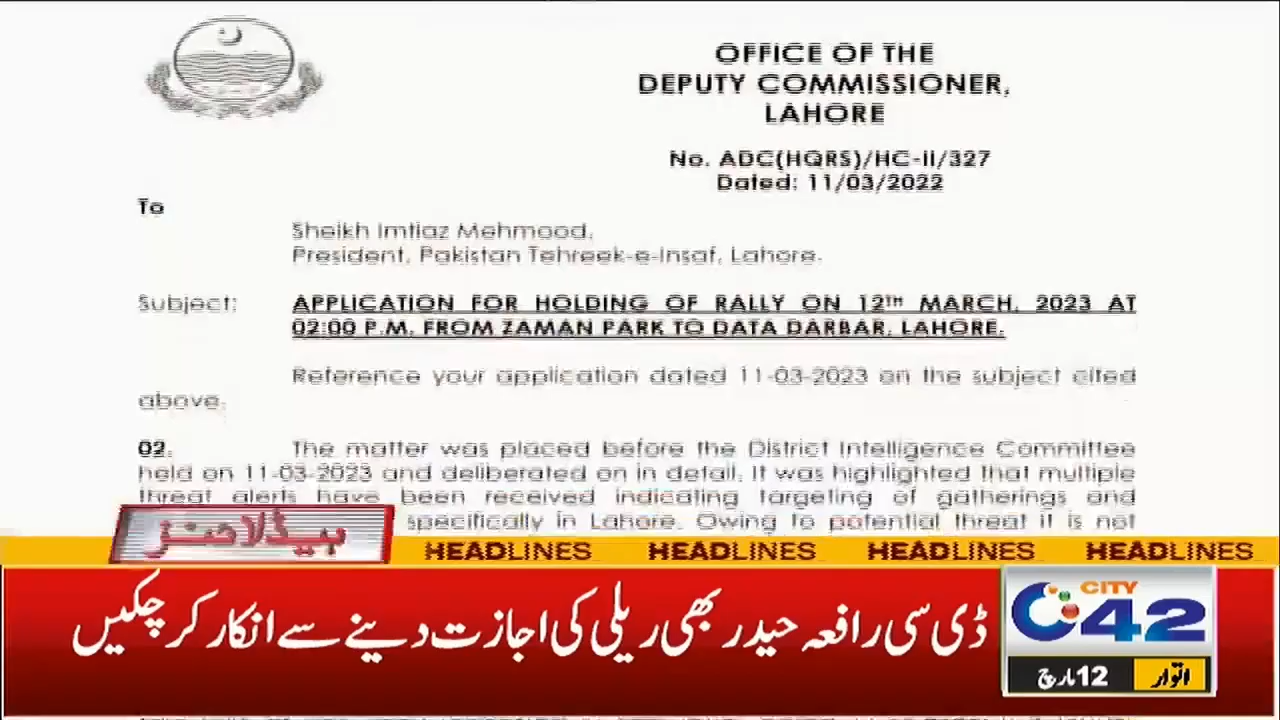 OFFICE OF THE
DEPUTY COMMISSIONER,
LAHORE
No. ADC(HQRS)/HC-II/327
Dated: 11/03/2022
To
Sheikh Imtiaz Mehmood,
President, Pakistan Tehreek-e-Insaf, Lahore.
Subject: APPLICATION FOR HOLDING OF RALLY ON 12TH MARCH, 2023 AT
02:00 P.M. FROM ZAMAN PARK TO DATA DARBAR, LAHORE.
Reference your application dated 11-03-2023 on the subject cited
above.
02. The matter was placed before the District Intelligence Committee
held on 11-03-2023 and deliberated on in detail. It was highlighted that multiple
threat alerts have been received indicating targeting of gatherings and
specifically in Lahore. Owing to potential threat it is not
ہیڈلائنز
HEADLINES HEADLINES HEADLINES HEADLINES
ڈی سی رافعہ حیدر بھی ریلی کی اجازت دینے سے انکار کر چکیں
CITY
42
اتوار 12 مارچ